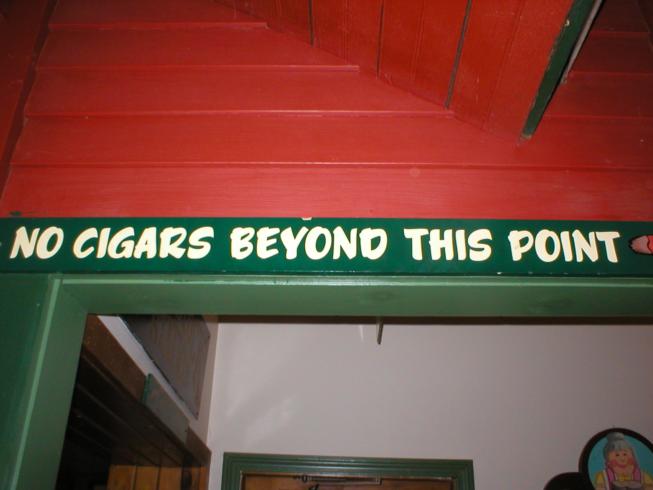 NO CIGARS BEYOND THIS POINT